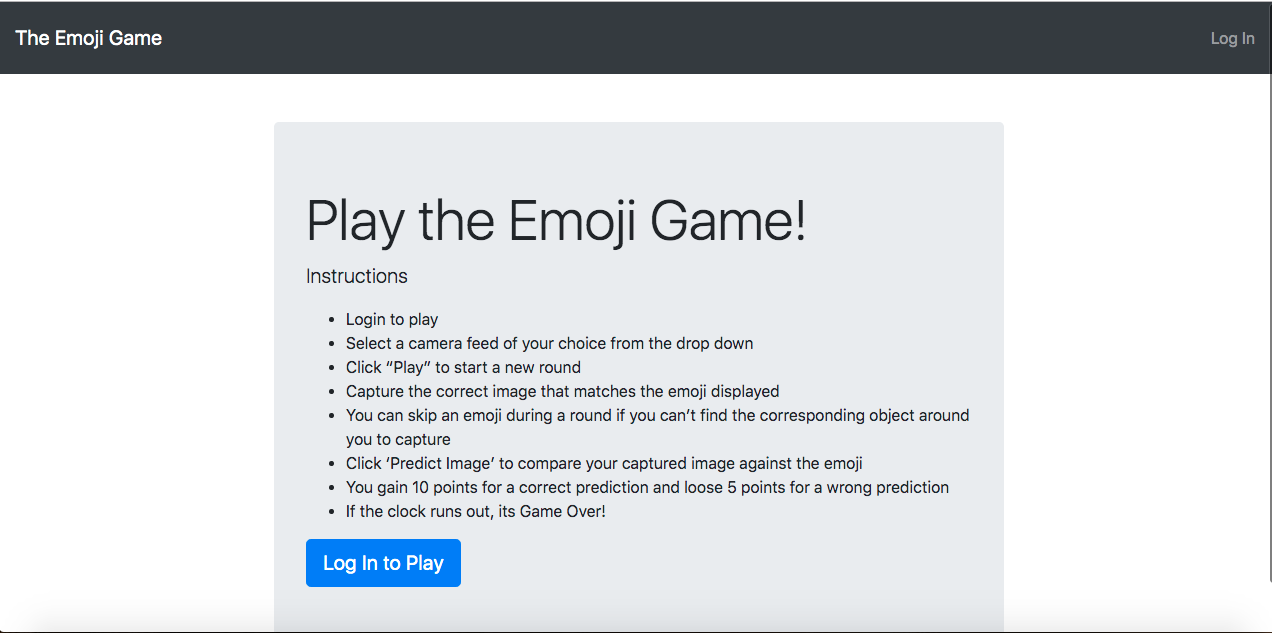 The Emoji Game
Log In
Play the Emoji Game!
Instructions
• Login to play
• Select a camera feed of your choice from the drop down
• Click “Play” to start a new round
• Capture the correct image that matches the emoji displayed
• You can skip an emoji during a round if you can’t find the corresponding object around
you to capture
• Click ‘Predict Image’ to compare your captured image against the emoji
• You gain 10 points for a correct prediction and loose 5 points for a wrong prediction
• If the clock runs out, its Game Over!
Log In to Play